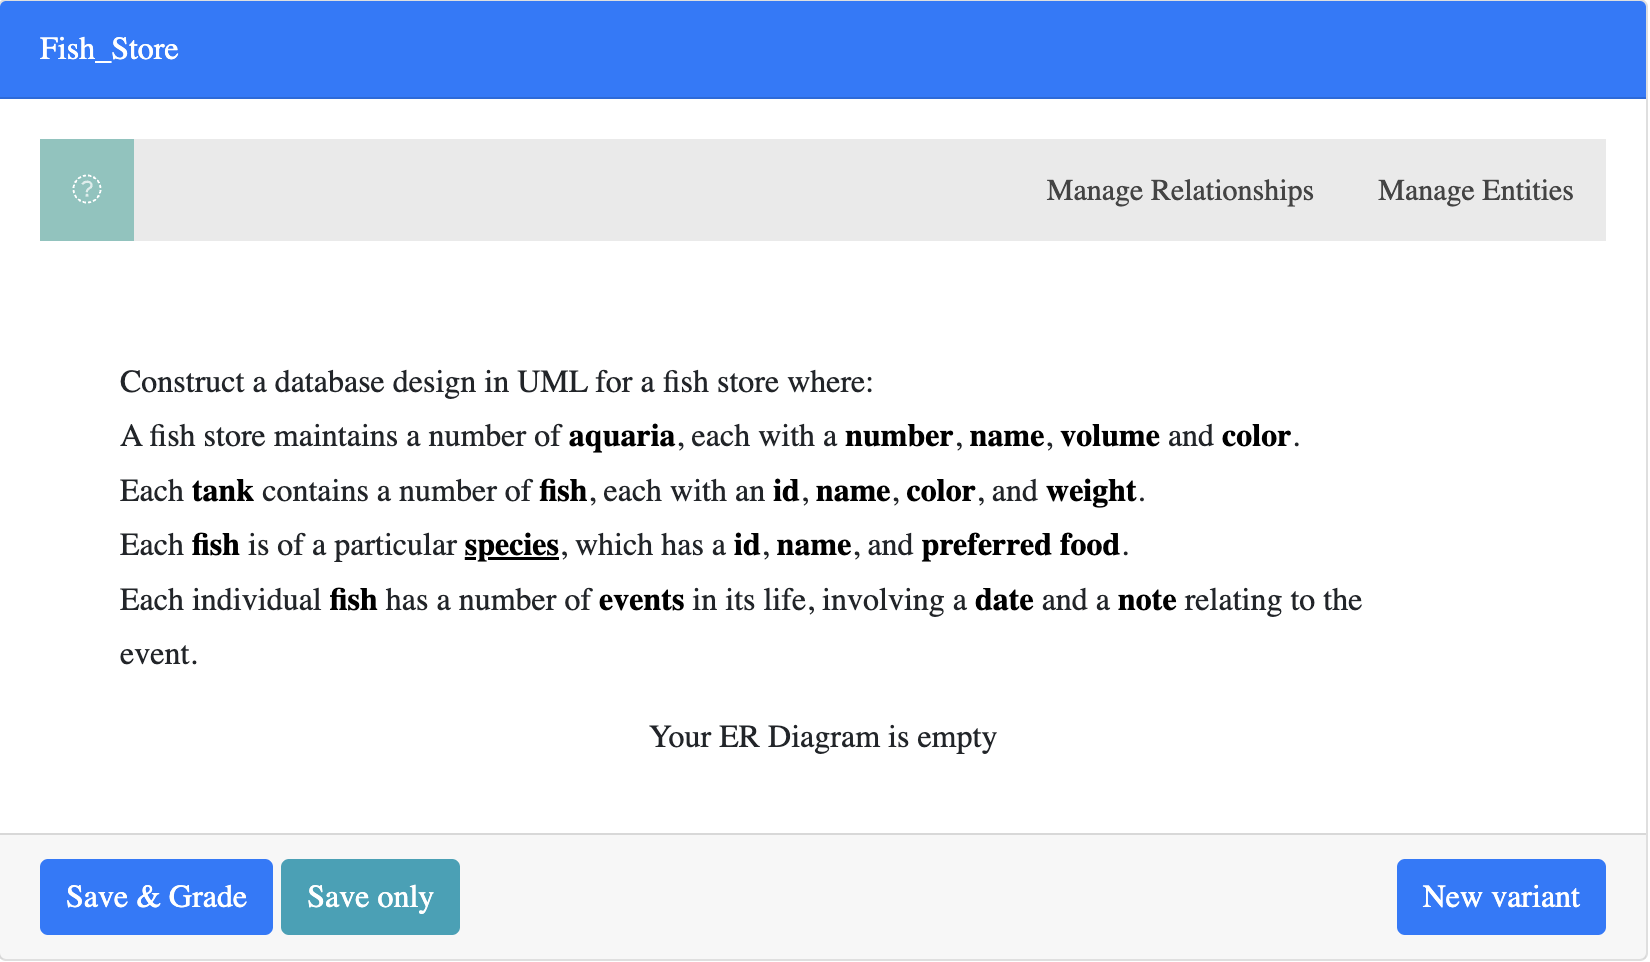 Fish_Store
?
Manage Relationships Manage Entities
Construct a database design in UML for a fish store where:
A fish store maintains a number of aquaria, each with a number, name, volume and color.
Each tank contains a number of fish, each with an id, name, color, and weight.
Each fish is of a particular species, which has a id, name, and preferred food.
Each individual fish has a number of events in its life, involving a date and a note relating to the
event.
Your ER Diagram is empty
Save & Grade Save only New variant